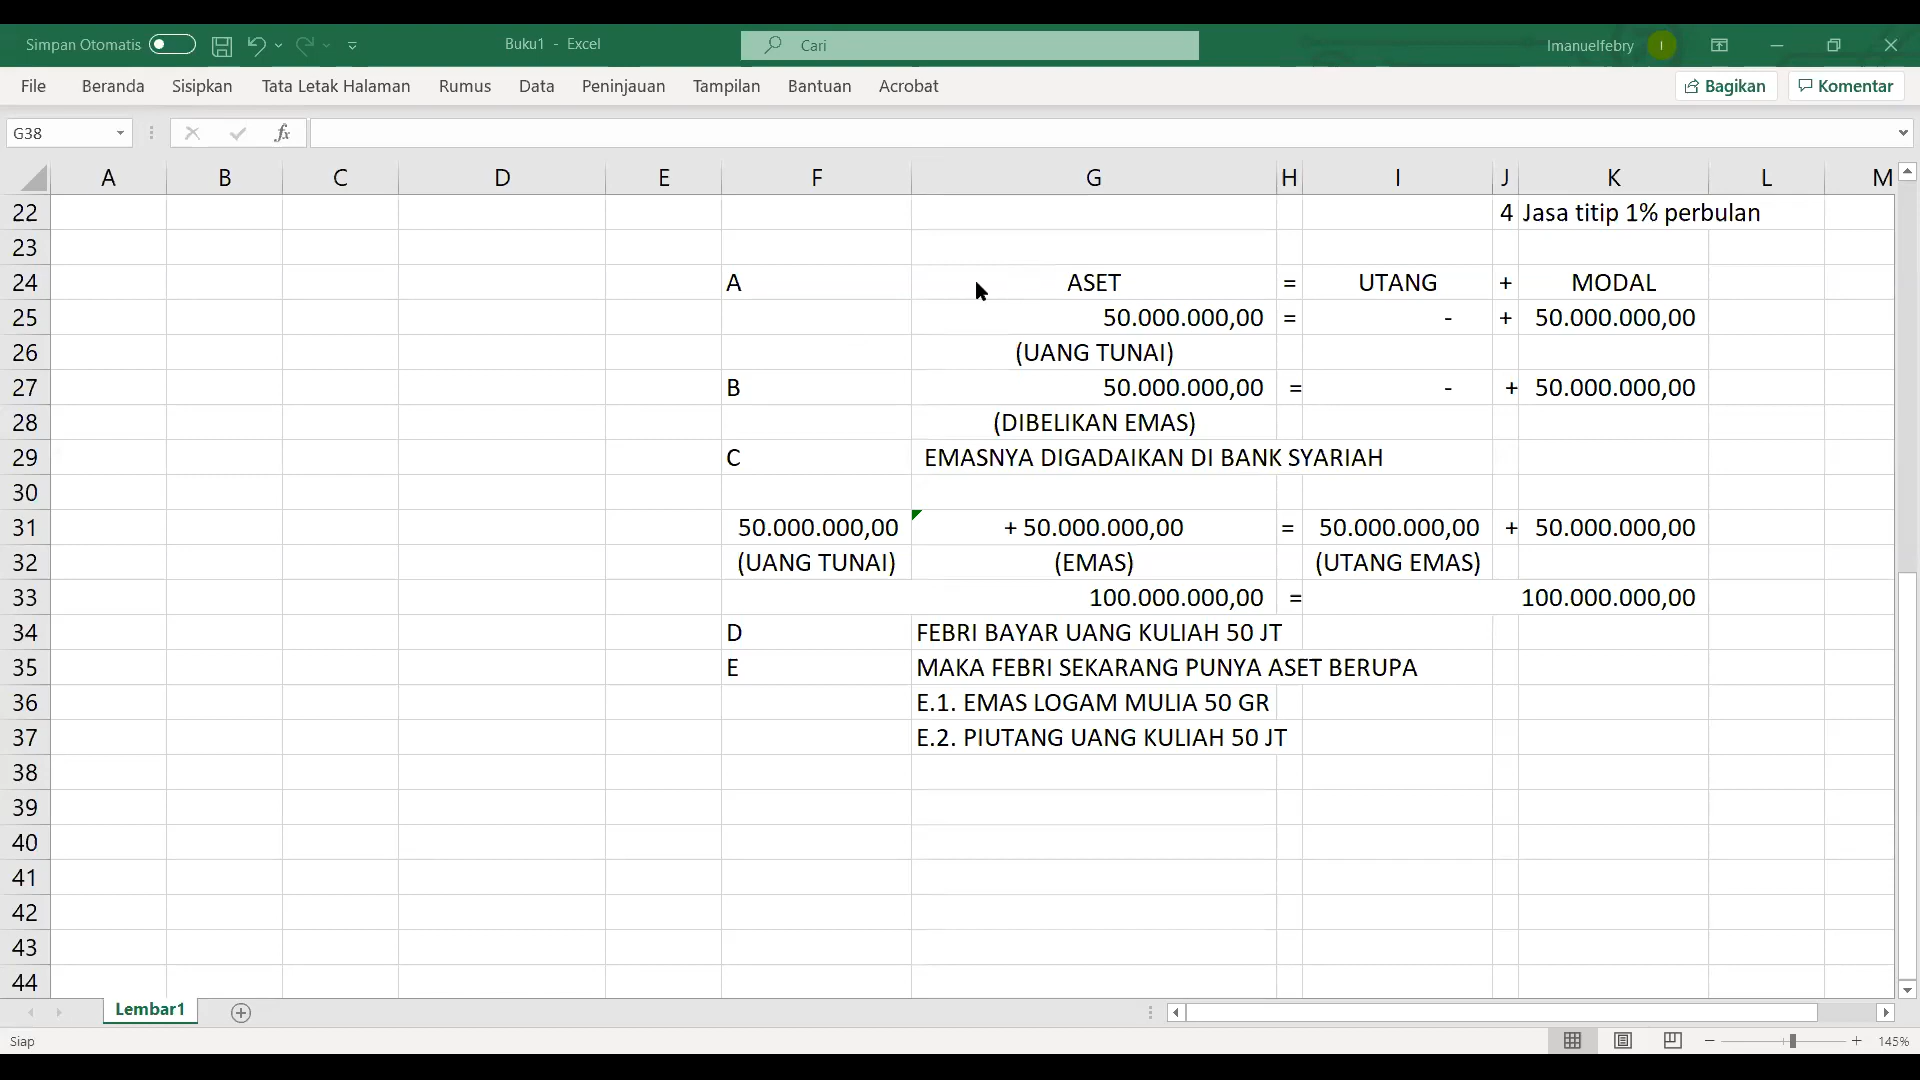 Simpan Otomatis
Buku1 - Excel
Cari
Imanuelfebry
I
File Beranda Sisipkan Tata Letak Halaman Rumus Data Peninjauan Tampilan Bantuan Acrobat
Bagikan Komentar
G38
fx
A B C D E F G H I J K L M
22 4 Jasa titip 1% perbulan
23
24 A ASET = UTANG + MODAL
25 50.000.000,00 = - + 50.000.000,00
26 (UANG TUNAI)
27 B 50.000.000,00 = - + 50.000.000,00
28 (DIBELIKAN EMAS)
29 C EMASNYA DIGADAIKAN DI BANK SYARIAH
30
31 50.000.000,00 + 50.000.000,00 = 50.000.000,00 + 50.000.000,00
32 (UANG TUNAI) (EMAS) (UTANG EMAS)
33 100.000.000,00 = 100.000.000,00
34 D FEBRI BAYAR UANG KULIAH 50 JT
35 E MAKA FEBRI SEKARANG PUNYA ASET BERUPA
36 E.1. EMAS LOGAM MULIA 50 GR
37 E.2. PIUTANG UANG KULIAH 50 JT
38
39
40
41
42
43
44
Lembar1
Siap
145%